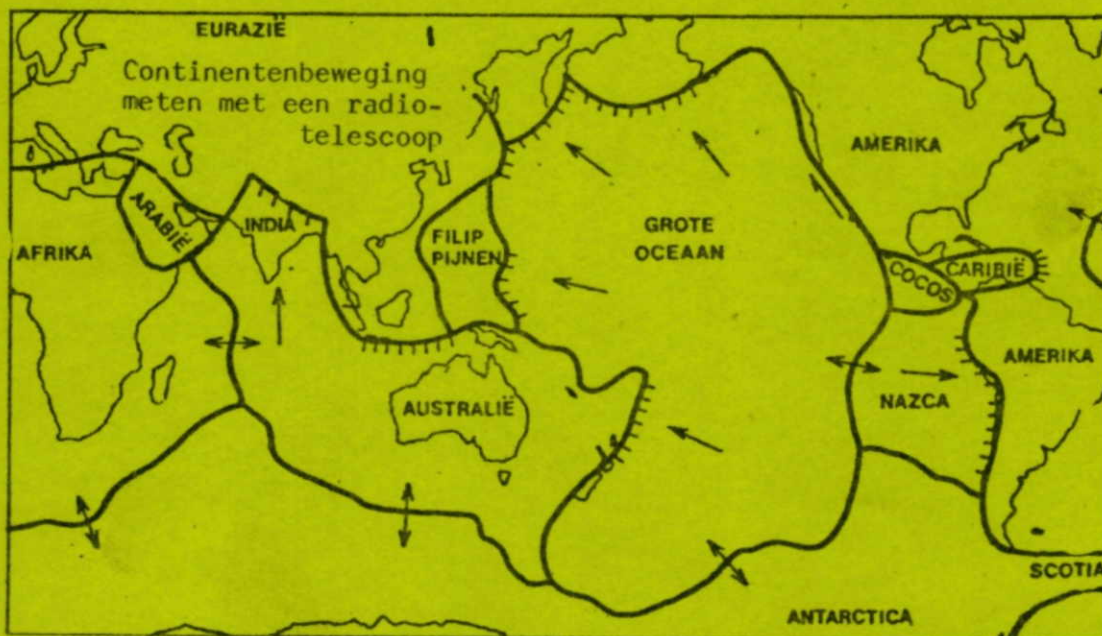 EURAZIË
Continentenbeweging
meten met een radio-
telescoop
AMERIKA
ARABIË
INDIA
AFRIKA
FILIP
PIJNEN
GROTE
OCEAAN
COCOS
CARIBIË
AMERIKA
NAZCA
AUSTRALIË
SCOTIA
ANTARCTICA